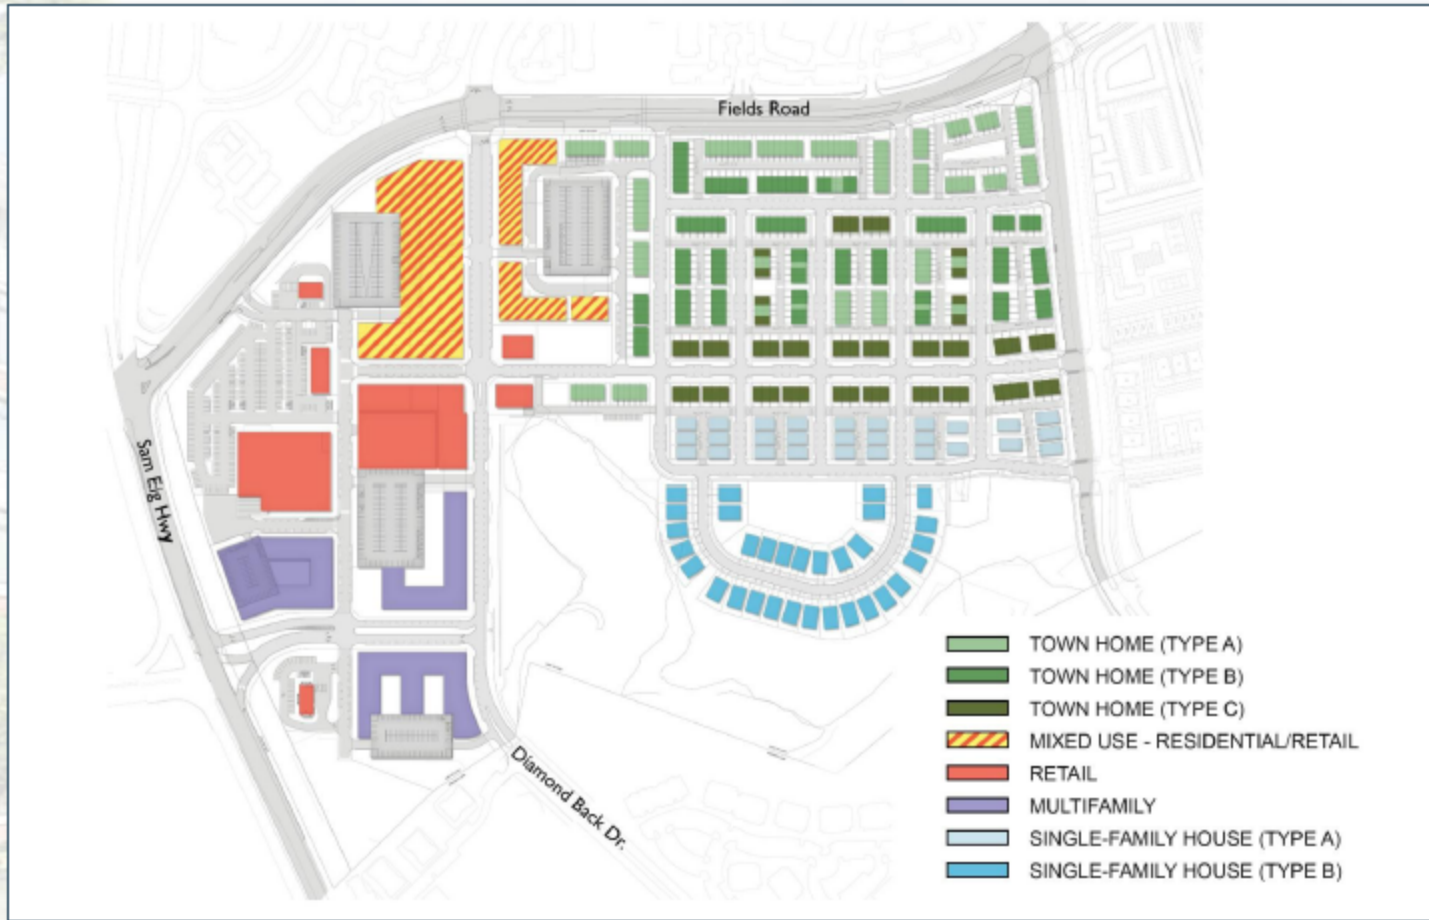 Fields Road
Sam Eig Hwy
Diamond Back Dr.
TOWN HOME (TYPE A)
TOWN HOME (TYPE B)
TOWN HOME (TYPE C)
MIXED USE - RESIDENTIAL/RETAIL
RETAIL
MULTIFAMILY
SINGLE-FAMILY HOUSE (TYPE A)
SINGLE-FAMILY HOUSE (TYPE B)